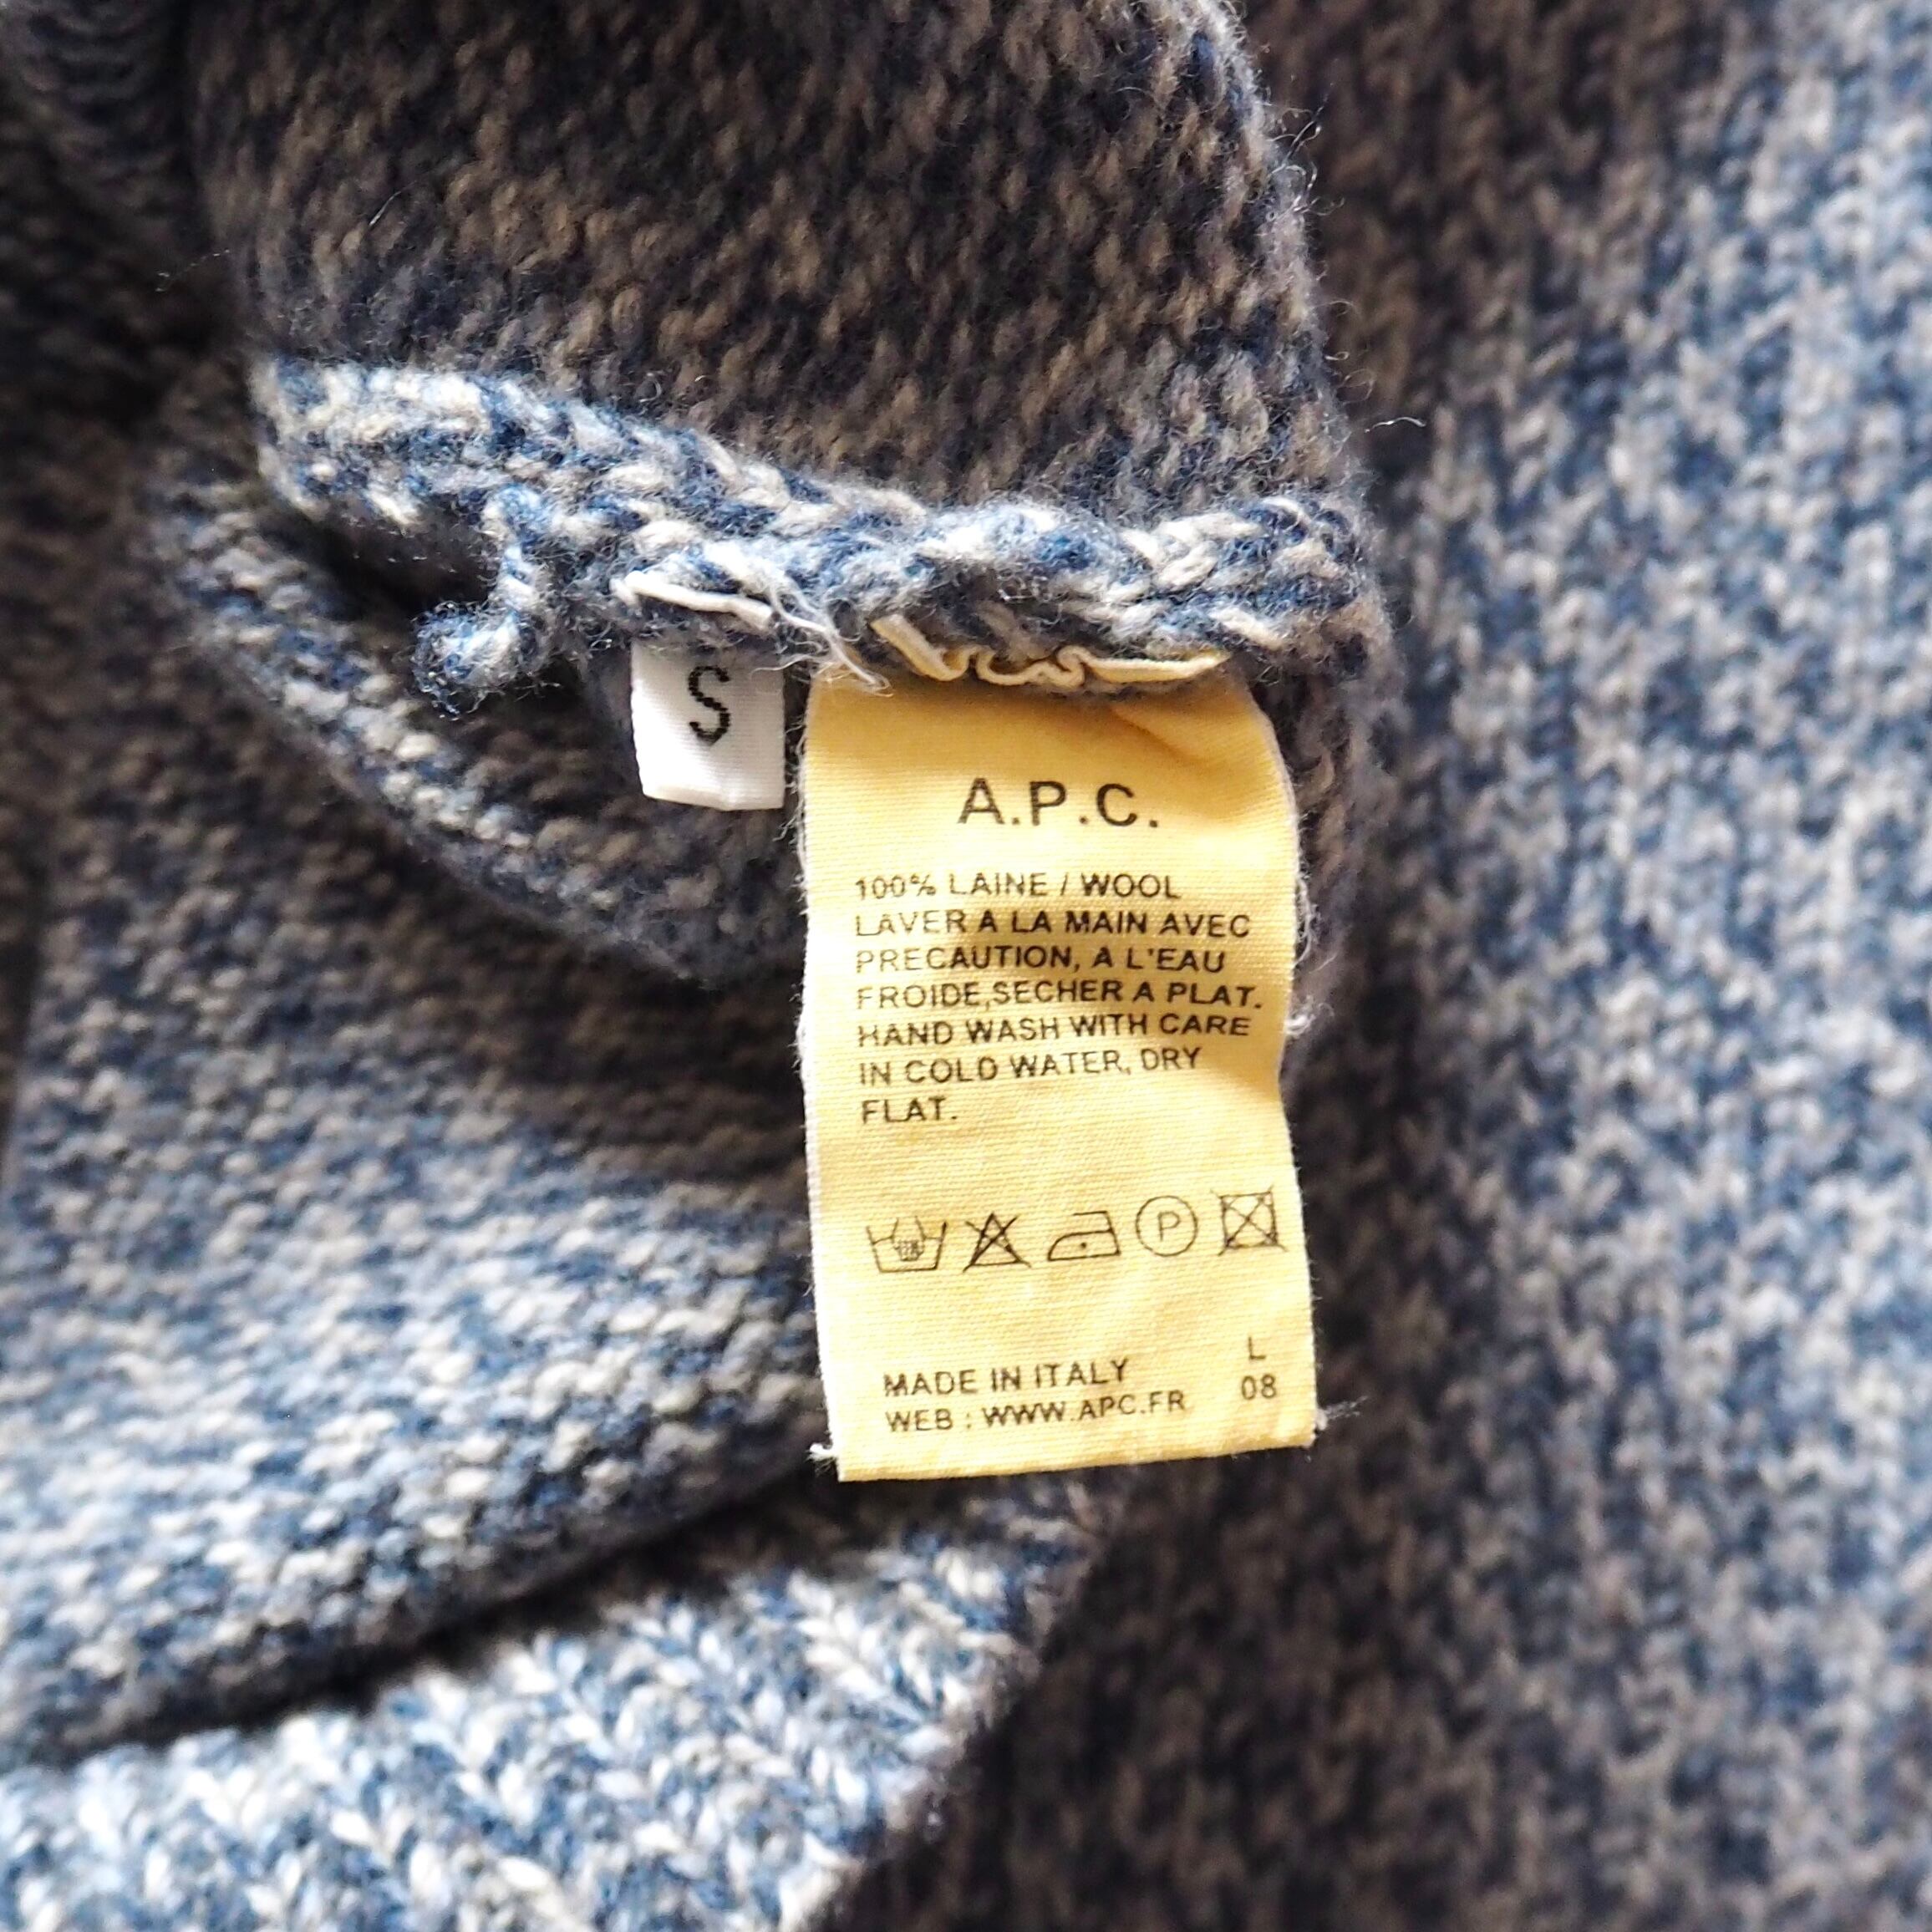 S
A.P.C.
100% LAINE / WOOL
LAVER A LA MAIN AVEC
PRECAUTION, A L'EAU
FROIDE,SECHER A PLAT.
HAND WASH WITH CARE
IN COLD WATER, DRY
FLAT.
P
L
MADE IN ITALY 08
WEB : WWW.APC.FR